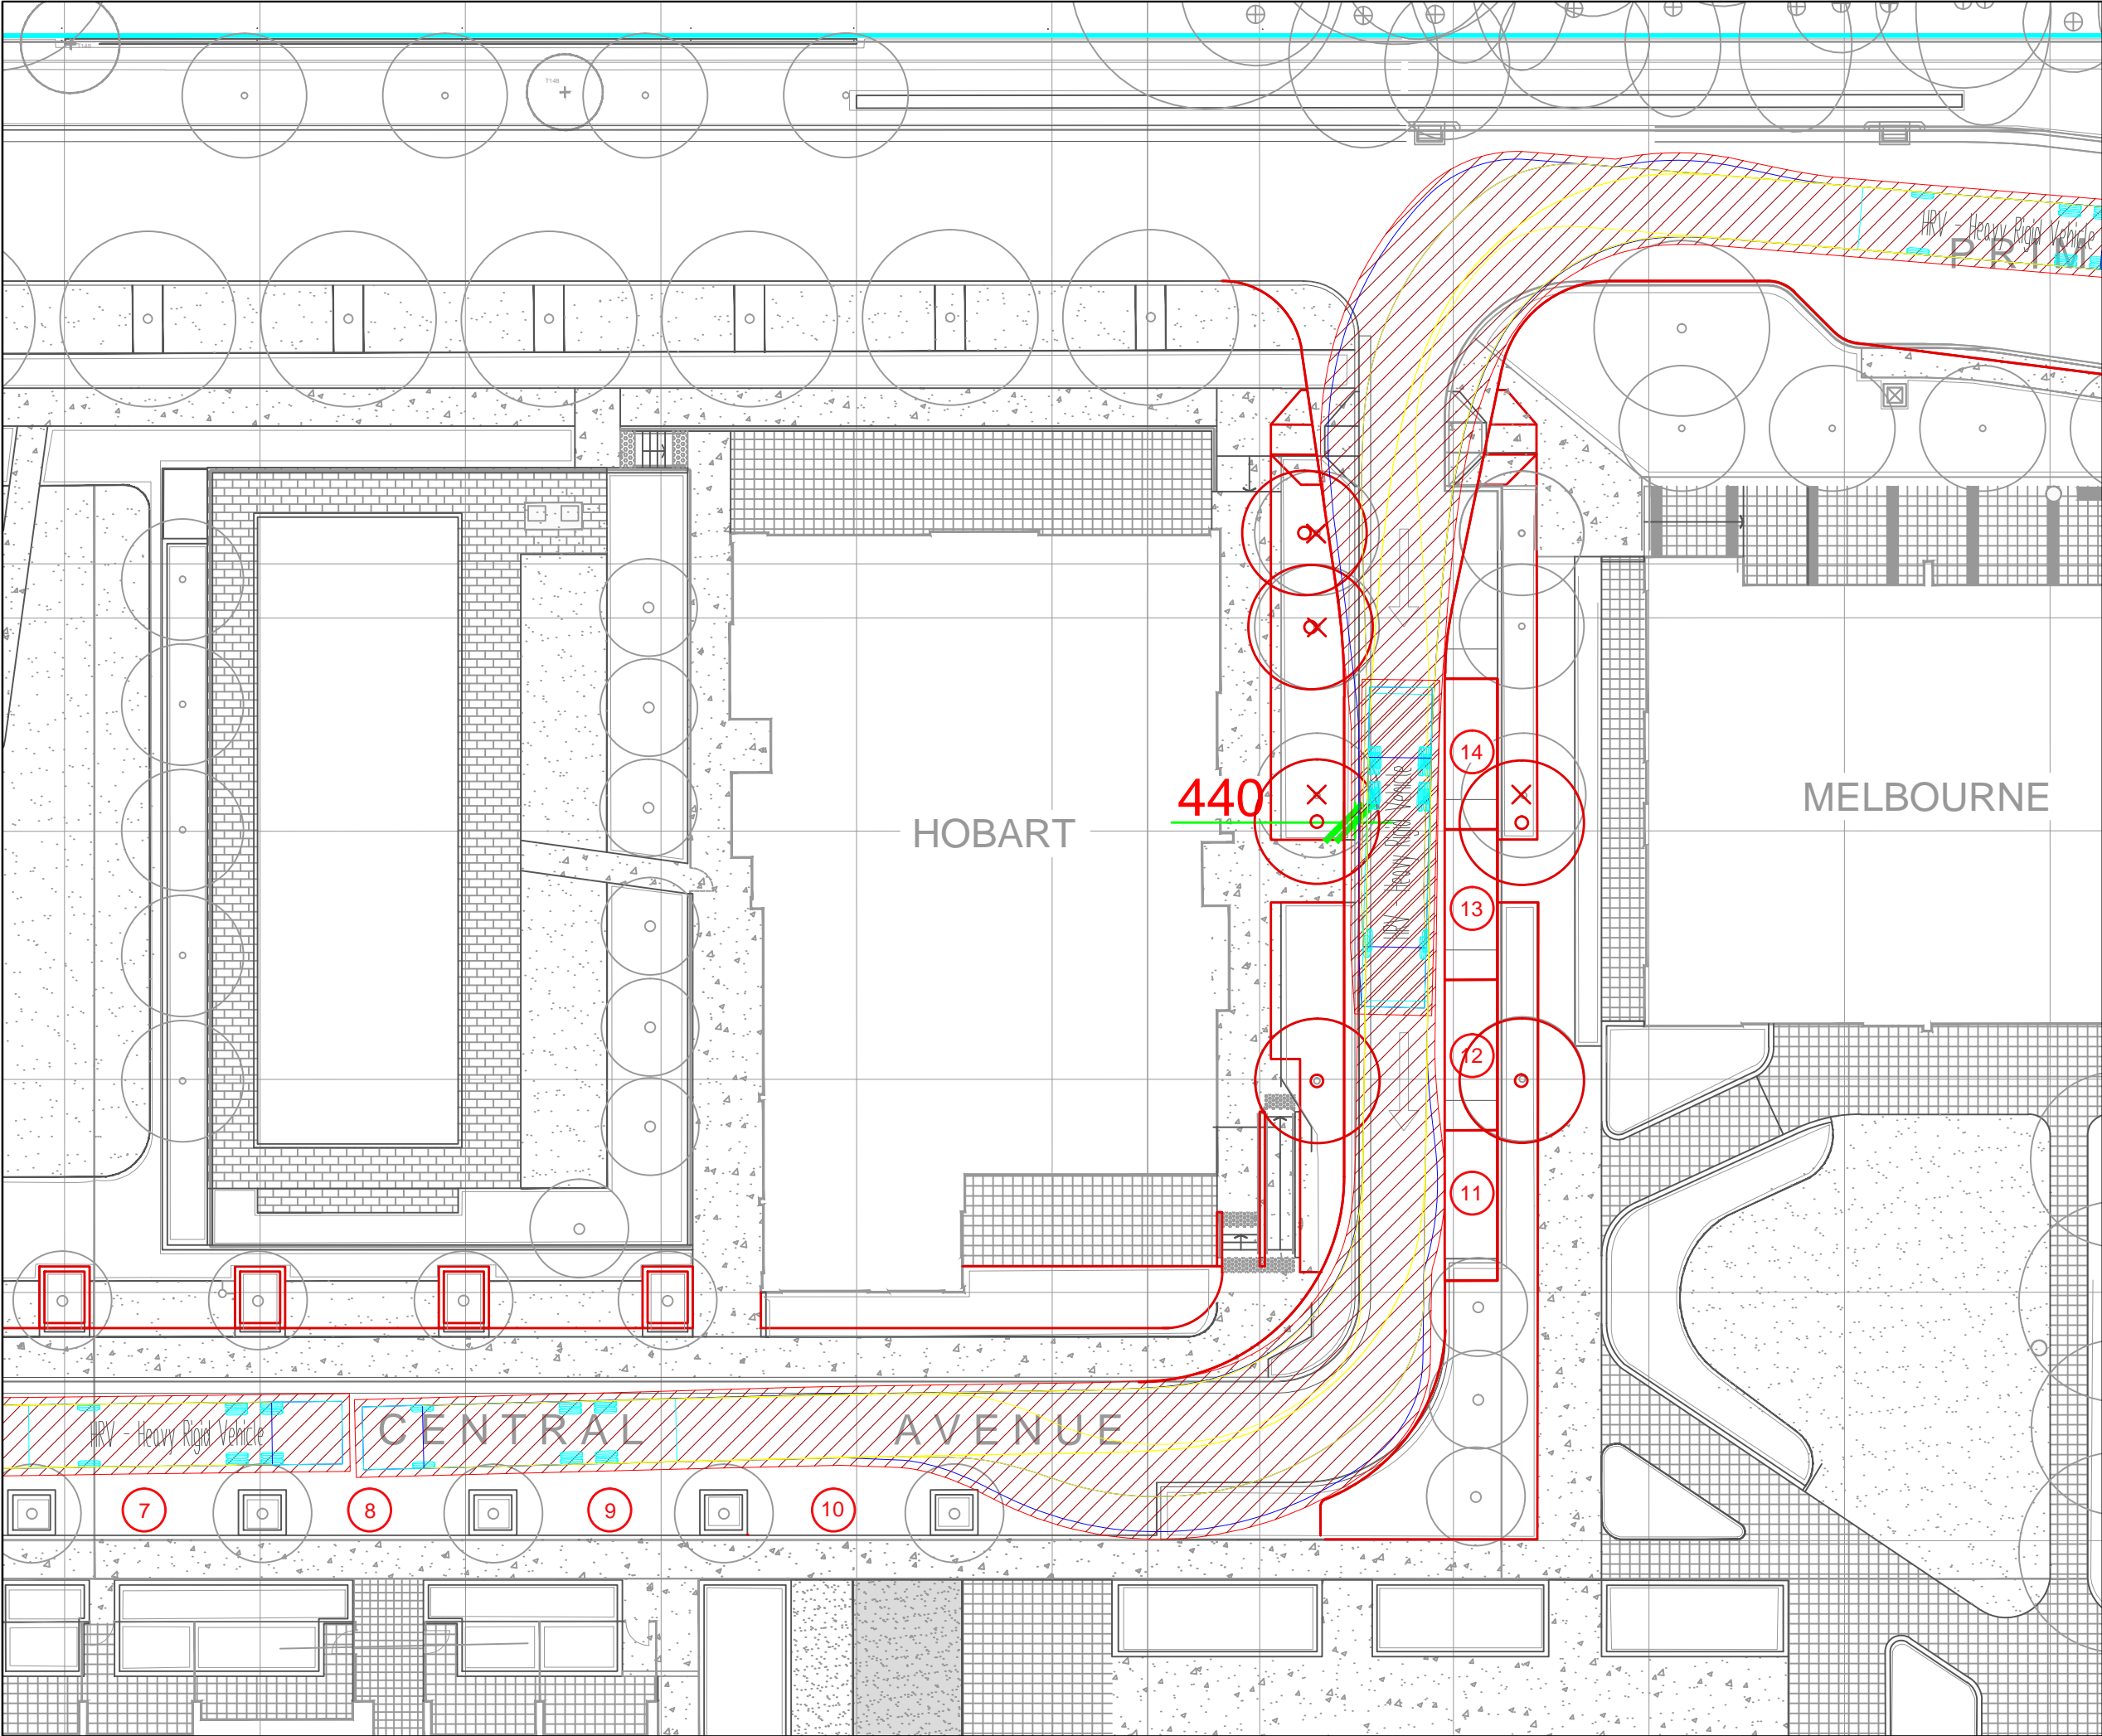 T148
HRV - Heavy Rigid Vehicle
PRIM
14
440
HRV - Heavy Rigid Vehicle
MELBOURNE
HOBART
13
12
11
HRV - Heavy Rigid Vehicle
CENTRAL AVENUE
7
8
9
10